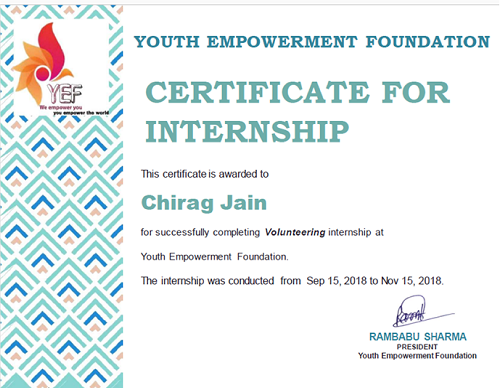 YOUTH EMPOWERMENT FOUNDATION
YEF
We empower you
you empower the world
CERTIFICATE FOR
INTERNSHIP
This certificate is awarded to
Chirag Jain
for successfully completing Volunteering internship at
Youth Empowerment Foundation.
The internship was conducted from Sep 15, 2018 to Nov 15, 2018.
RAMBABU SHARMA
PRESIDENT
Youth Empowerment Foundation